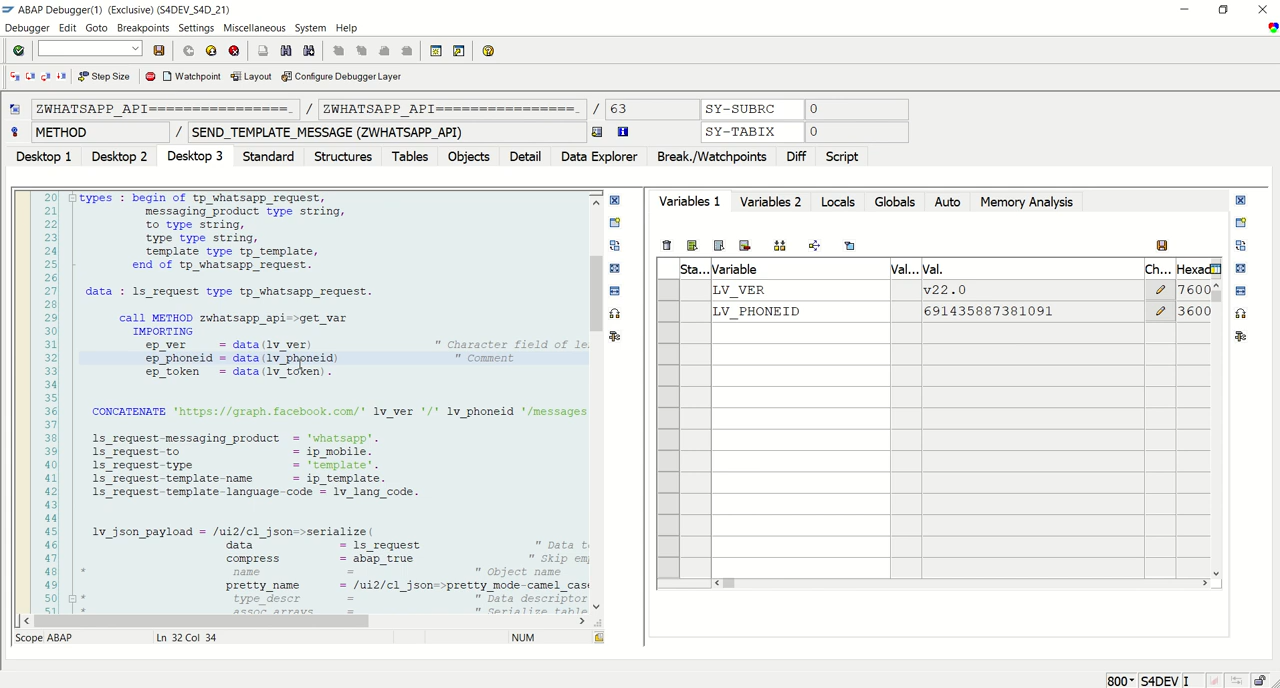 ABAP Debugger(1) (Exclusive) (S4DEV_S4D_21)
Debugger Edit Goto Breakpoints Settings Miscellaneous System Help
Step Size Watchpoint Layout Configure Debugger Layer
ZWHATSAPP_API================_ / ZWHATSAPP_API================_ / 63 SY-SUBRC 0
METHOD / SEND_TEMPLATE_MESSAGE (ZWHATSAPP_API) SY-TABIX 0
Desktop 1 Desktop 2 Desktop 3 Standard Structures Tables Objects Detail Data Explorer Break./Watchpoints Diff Script
20 types : begin of tp_whatsapp_request,
21 messaging_product type string,
22 to type string,
23 type type string,
24 template type tp_template,
25 end of tp_whatsapp_request.
26
27 data : ls_request type tp_whatsapp_request.
28
29 call METHOD zwhatsapp_api=>get_var
30 IMPORTING
31 ep_ver = data(lv_ver) " Character field of le
32 ep_phoneid = data(lv_phoneid) " Comment
33 ep_token = data(lv_token).
34
35
36 CONCATENATE 'https://graph.facebook.com/' lv_ver '/' lv_phoneid '/messages
37
38 ls_request-messaging_product = 'whatsapp'.
39 ls_request-to = ip_mobile.
40 ls_request-type = 'template'.
41 ls_request-template-name = ip_template.
42 ls_request-template-language-code = lv_lang_code.
43
44
45 lv_json_payload = /ui2/cl_json=>serialize(
46 data = ls_request " Data t
47 compress = abap_true " Skip em
48 * name = " Object name
49 pretty_name = /ui2/cl_json=>pretty_mode-camel_case
50 * type_descr = " Data descriptor
51 * assoc_arrays = " Serialize table
Scope ABAP Ln 32 Col 34 NUM
Variables 1 Variables 2 Locals Globals Auto Memory Analysis
Sta... Variable Val... Val. Ch... Hexad
LV_VER v22.0 7600
LV_PHONEID 691435887381091 3600
800 S4DEV I